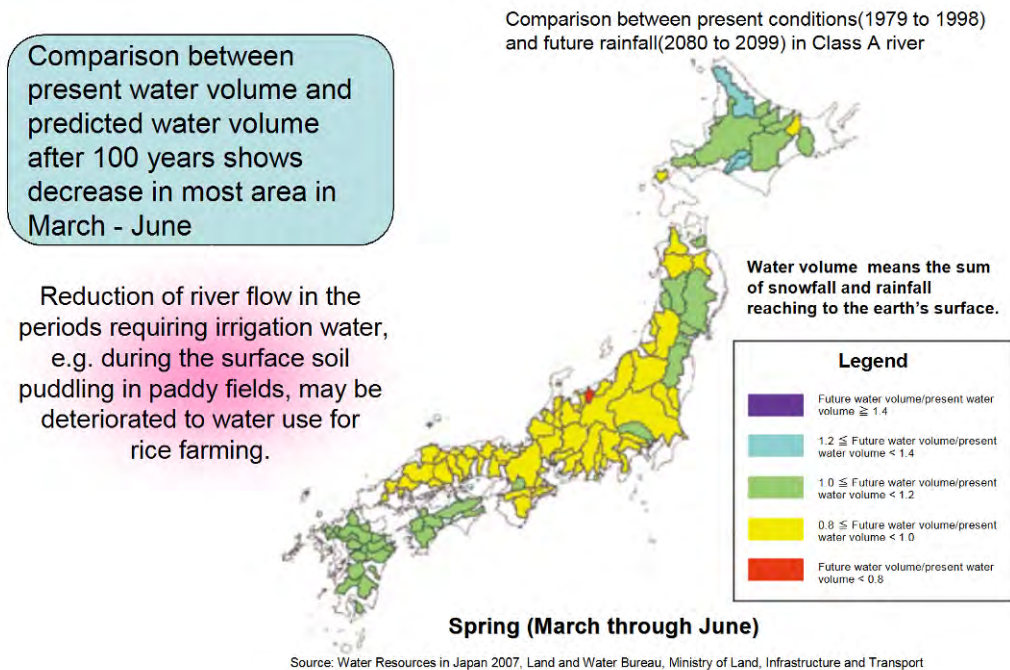 Comparison between
present water volume and
predicted water volume
after 100 years shows
decrease in most area in
March - June
Reduction of river flow in the
periods requiring irrigation water,
e.g. during the surface soil
puddling in paddy fields, may be
deteriorated to water use for
rice farming.
Comparison between present conditions(1979 to 1998)
and future rainfall(2080 to 2099) in Class A river
Water volume means the sum
of snowfall and rainfall
reaching to the earth's surface.
Legend
Future water volume/present water
volume ≧ 1.4
1.2 ≦ Future water volume/present
water volume < 1.4
1.0 ≦ Future water volume/present
water volume < 1.2
0.8 ≦ Future water volume/present
water volume < 1.0
Future water volume/present water
volume < 0.8
Spring (March through June)
Source: Water Resources in Japan 2007, Land and Water Bureau, Ministry of Land, Infrastructure and Transport